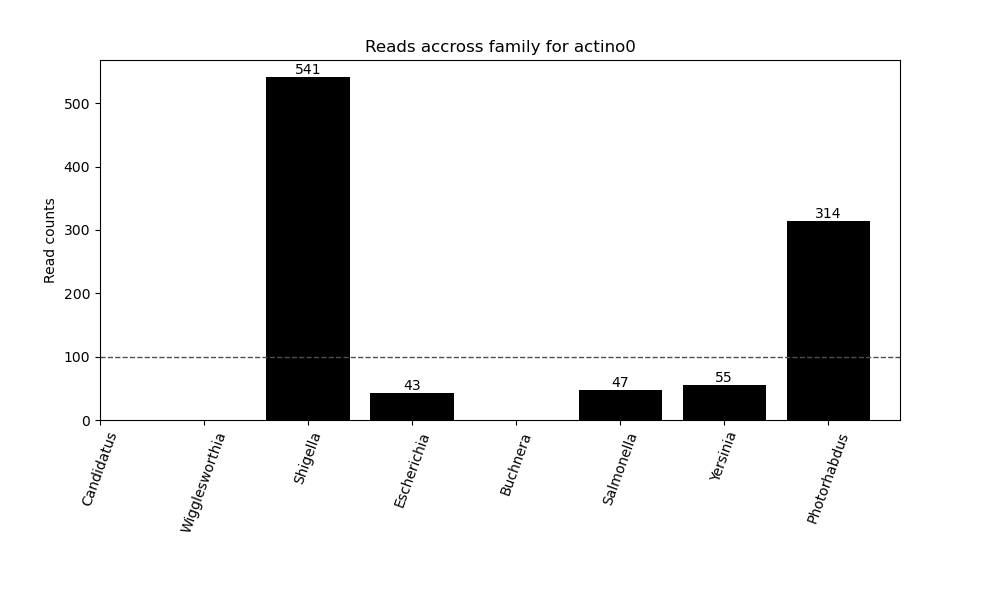 Reads accross family for actino0
541
500
400
314
300
Read counts
200
100
55
47
43
0
Candidatus
Wigglesworthia
Shigella
Escherichia
Buchnera
Salmonella
Yersinia
Photorhabdus